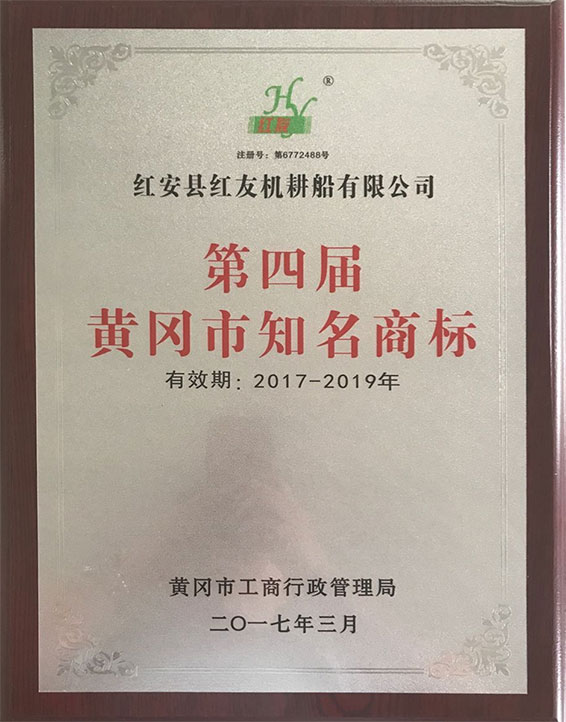 HY®
注册号：第6772488号
红安县红友机耕船有限公司
第四届
黄冈市知名商标
有效期：2017-2019年
黄冈市工商行政管理局
二〇一七年三月